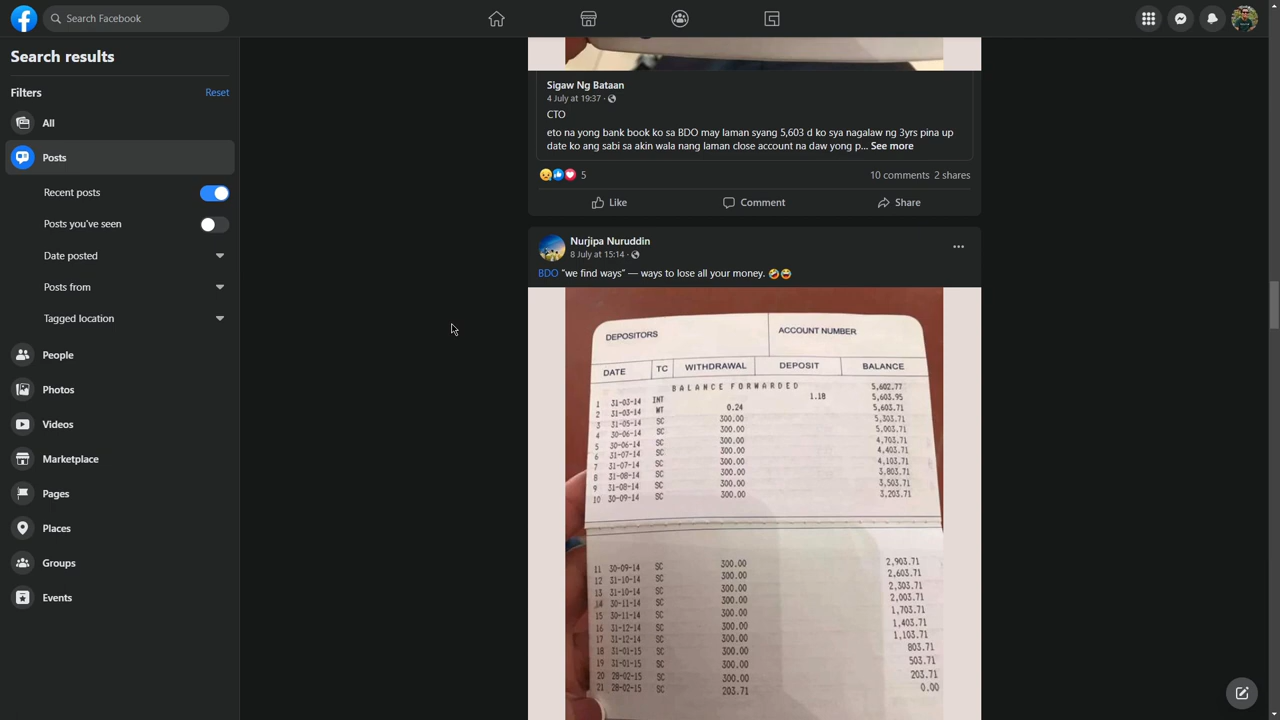 Search Facebook
Search results
Filters
Reset
All
Posts
Recent posts
Posts you've seen
Date posted
Posts from
Tagged location
People
Photos
Videos
Marketplace
Pages
Places
Groups
Events
Sigaw Ng Bataan
4 July at 19:37 ·
CTO
eto na yong bank book ko sa BDO may laman syang 5,603 d ko sya nagalaw ng 3yrs pina up
date ko ang sabi sa akin wala nang laman close account na daw yong p... See more
5
10 comments 2 shares
Like Comment Share
Nurjipa Nuruddin
8 July at 15:14 ·
BDO "we find ways" — ways to lose all your money. 🤣😂
DEPOSITORS ACCOUNT NUMBER
DATE TC WITHDRAWAL DEPOSIT BALANCE
BALANCE FORWARDED 5,602.77
1 31-03-14 INT 1.18 5,603.95
2 31-03-14 WT 0.24 5,603.71
3 31-05-14 SC 300.00 5,303.71
4 30-06-14 SC 300.00 5,003.71
5 30-06-14 SC 300.00 4,703.71
6 31-07-14 SC 300.00 4,403.71
7 31-07-14 SC 300.00 4,103.71
8 31-08-14 SC 300.00 3,803.71
9 31-08-14 SC 300.00 3,503.71
10 30-09-14 SC 300.00 3,203.71
11 30-09-14 SC 300.00 2,903.71
12 31-10-14 SC 300.00 2,603.71
13 31-10-14 SC 300.00 2,303.71
14 30-11-14 SC 300.00 2,003.71
15 30-11-14 SC 300.00 1,703.71
16 31-12-14 SC 300.00 1,403.71
17 31-12-14 SC 300.00 1,103.71
18 31-01-15 SC 300.00 803.71
19 31-01-15 SC 300.00 503.71
20 28-02-15 SC 300.00 203.71
21 28-02-15 SC 203.71 0.00